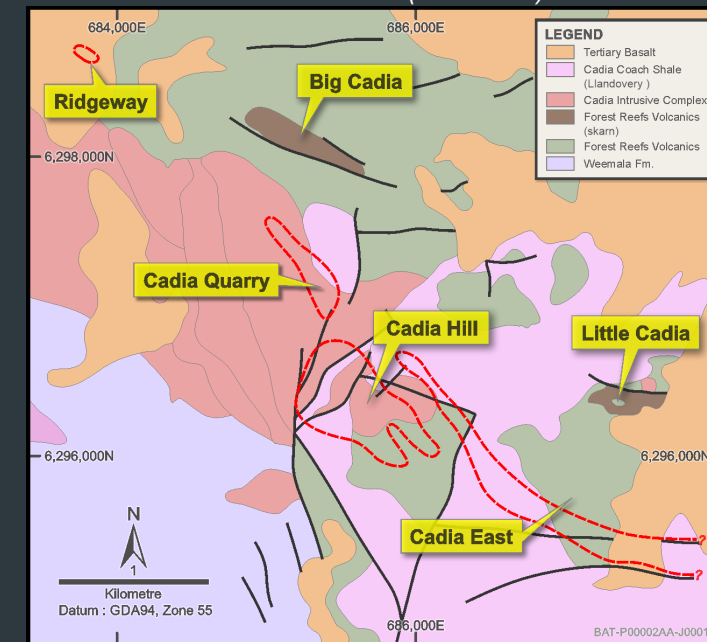 684,000E
686,000E
LEGEND
Tertiary Basalt
Cadia Coach Shale
(Llandovery )
Cadia Intrusive Complex
Forest Reefs Volcanics
(skarn)
Forest Reefs Volcanics
Weemala Fm.
Ridgeway
Big Cadia
6,298,000N
Cadia Quarry
Cadia Hill
Little Cadia
6,296,000N
6,296,000N
Cadia East
?
?
N
1
Kilometre
Datum : GDA94, Zone 55
686,000E
BAT-P00002AA-J0001